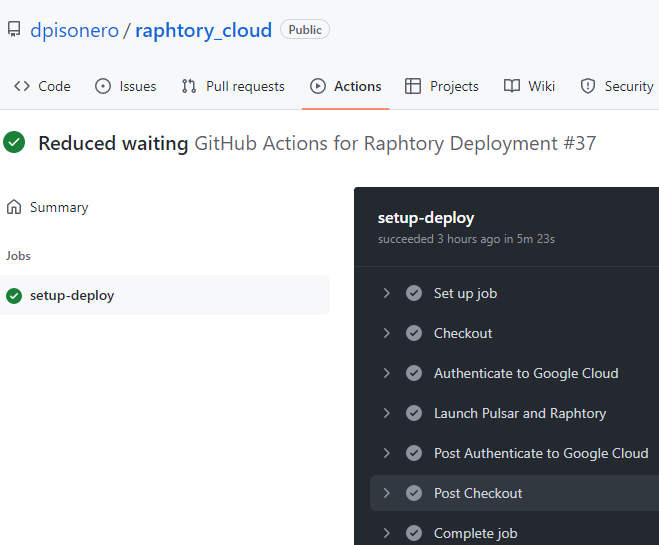 dpisonero / raphtory_cloud Public
Code Issues Pull requests Actions Projects Wiki Security
Reduced waiting GitHub Actions for Raphtory Deployment #37
Summary
Jobs
setup-deploy
setup-deploy
succeeded 3 hours ago in 5m 23s
Set up job
Checkout
Authenticate to Google Cloud
Launch Pulsar and Raphtory
Post Authenticate to Google Cloud
Post Checkout
Complete job